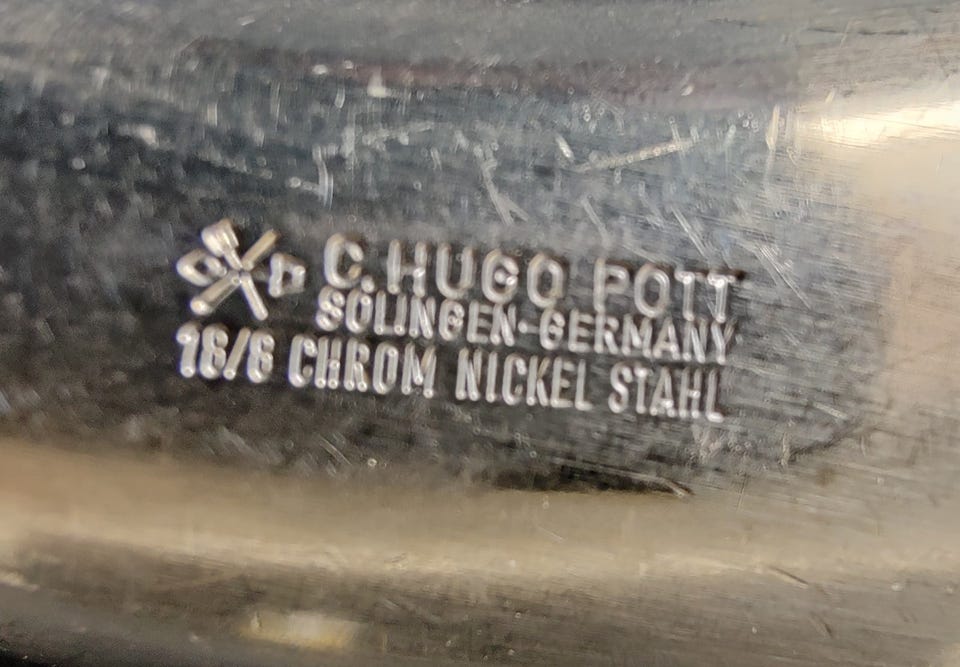 C.HUGO POTT
SOLINGEN-GERMANY
18/8 CHROM NICKEL STAHL